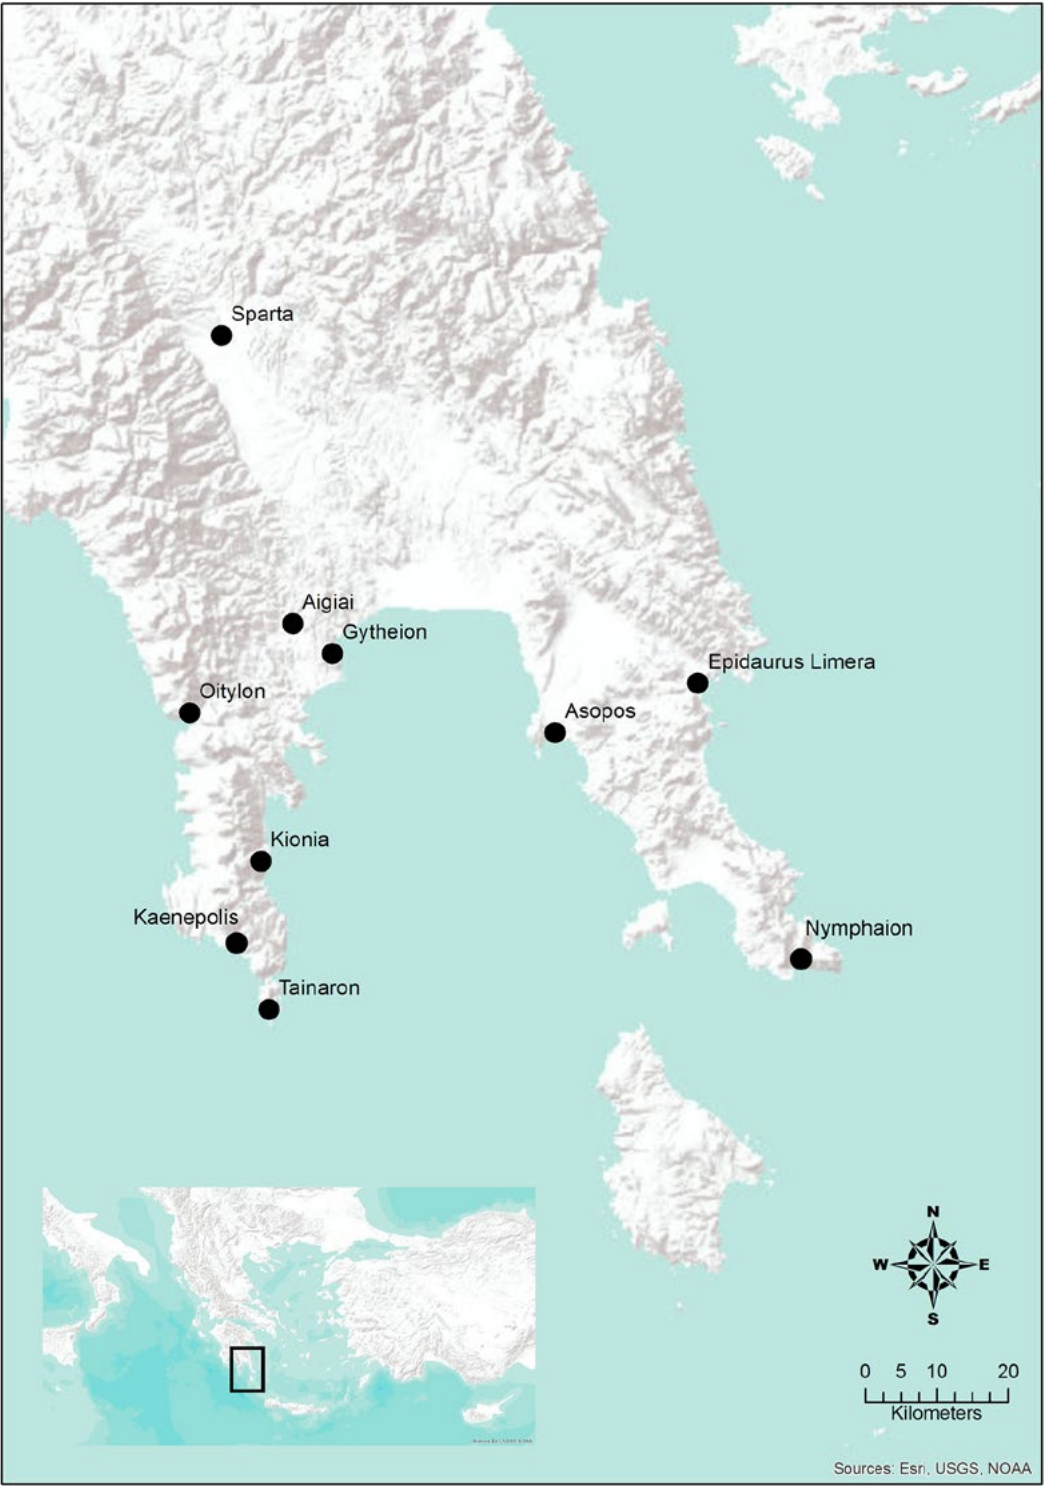 Sparta
Aigiai
Gytheion
Epidaurus Limera
Oitylon
Asopos
Kionia
Kaenepolis
Nymphaion
Tainaron
N
W E
S
0 5 10 20
Kilometers
Sources: Esri, USGS, NOAA